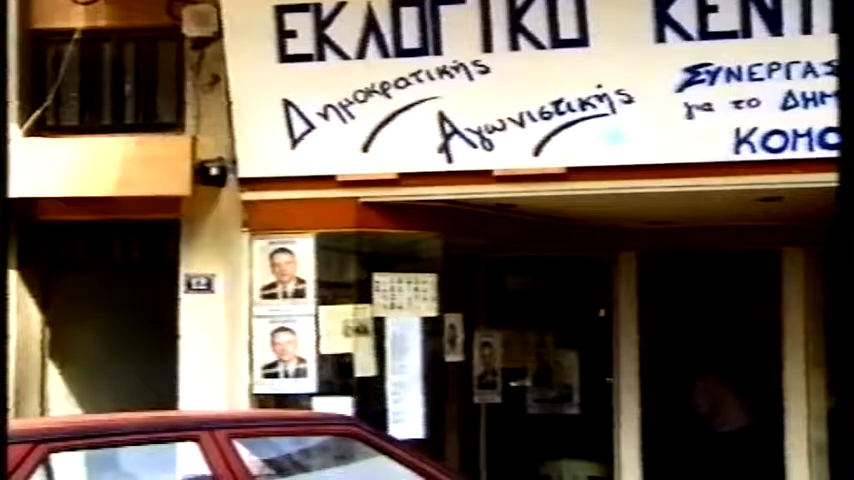 ΕΚΛΟΓΙΚΟ ΚΕΝΤ
Δημοκρατικής
Αγωνιστικής
ΣΥΝΕΡΓΑΣ
για το ΔΗΜ
ΚΟΜΟ
12